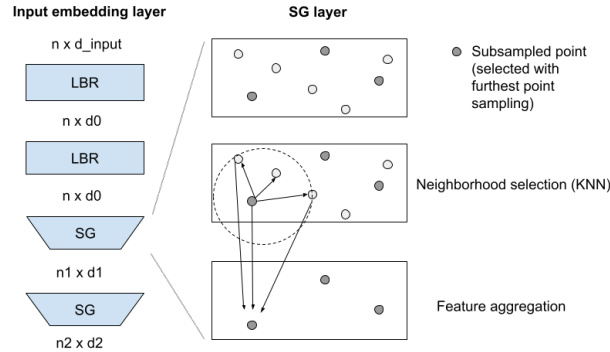 Input embedding layer
n x d_input
LBR
n x d0
LBR
n x d0
SG
n1 x d1
SG
n2 x d2
SG layer
Subsampled point
(selected with
furthest point
sampling)
Neighborhood selection (KNN)
Feature aggregation